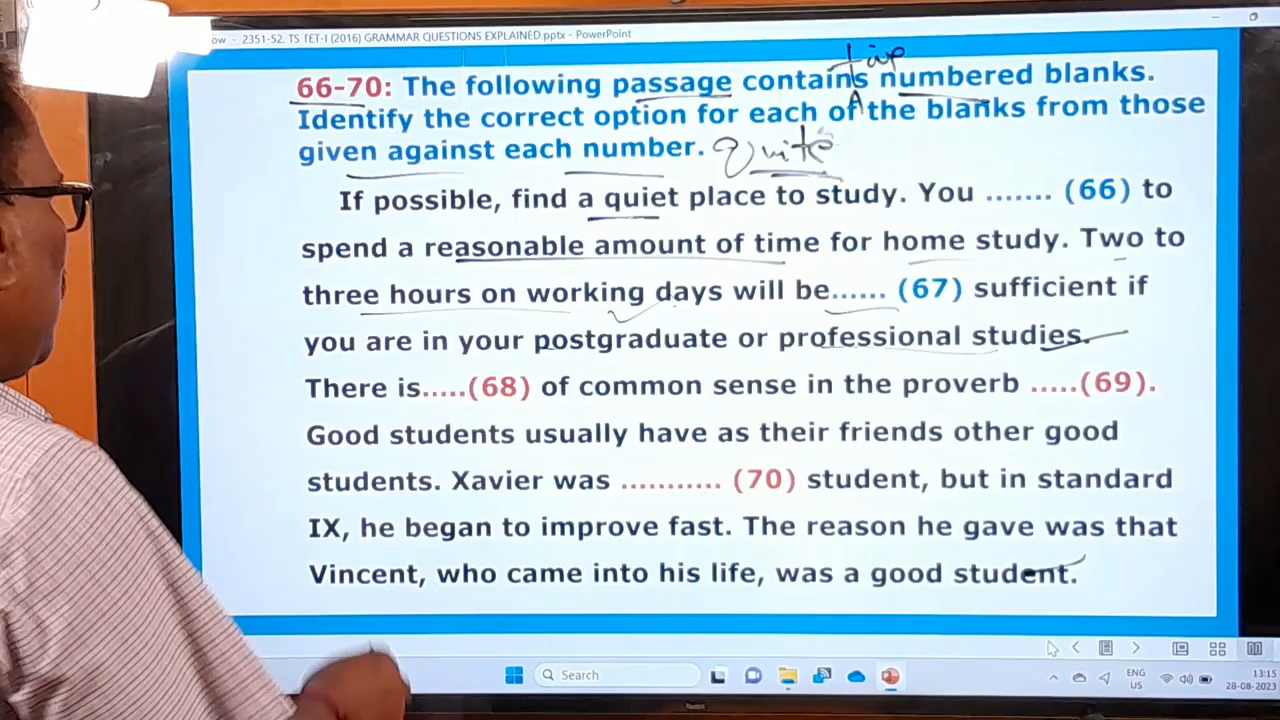 ow - 2351-52. TS TET-I (2016) GRAMMAR QUESTIONS EXPLAINED.pptx - PowerPoint
66-70: The following passage contains numbered blanks.
Identify the correct option for each of the blanks from those
given against each number. Quite
If possible, find a quiet place to study. You ....... (66) to
spend a reasonable amount of time for home study. Two to
three hours on working days will be...... (67) sufficient if
you are in your postgraduate or professional studies.
There is.....(68) of common sense in the proverb .....(69).
Good students usually have as their friends other good
students. Xavier was ........... (70) student, but in standard
IX, he began to improve fast. The reason he gave was that
Vincent, who came into his life, was a good student.
Search
ENG
US
13:15
28-08-2023